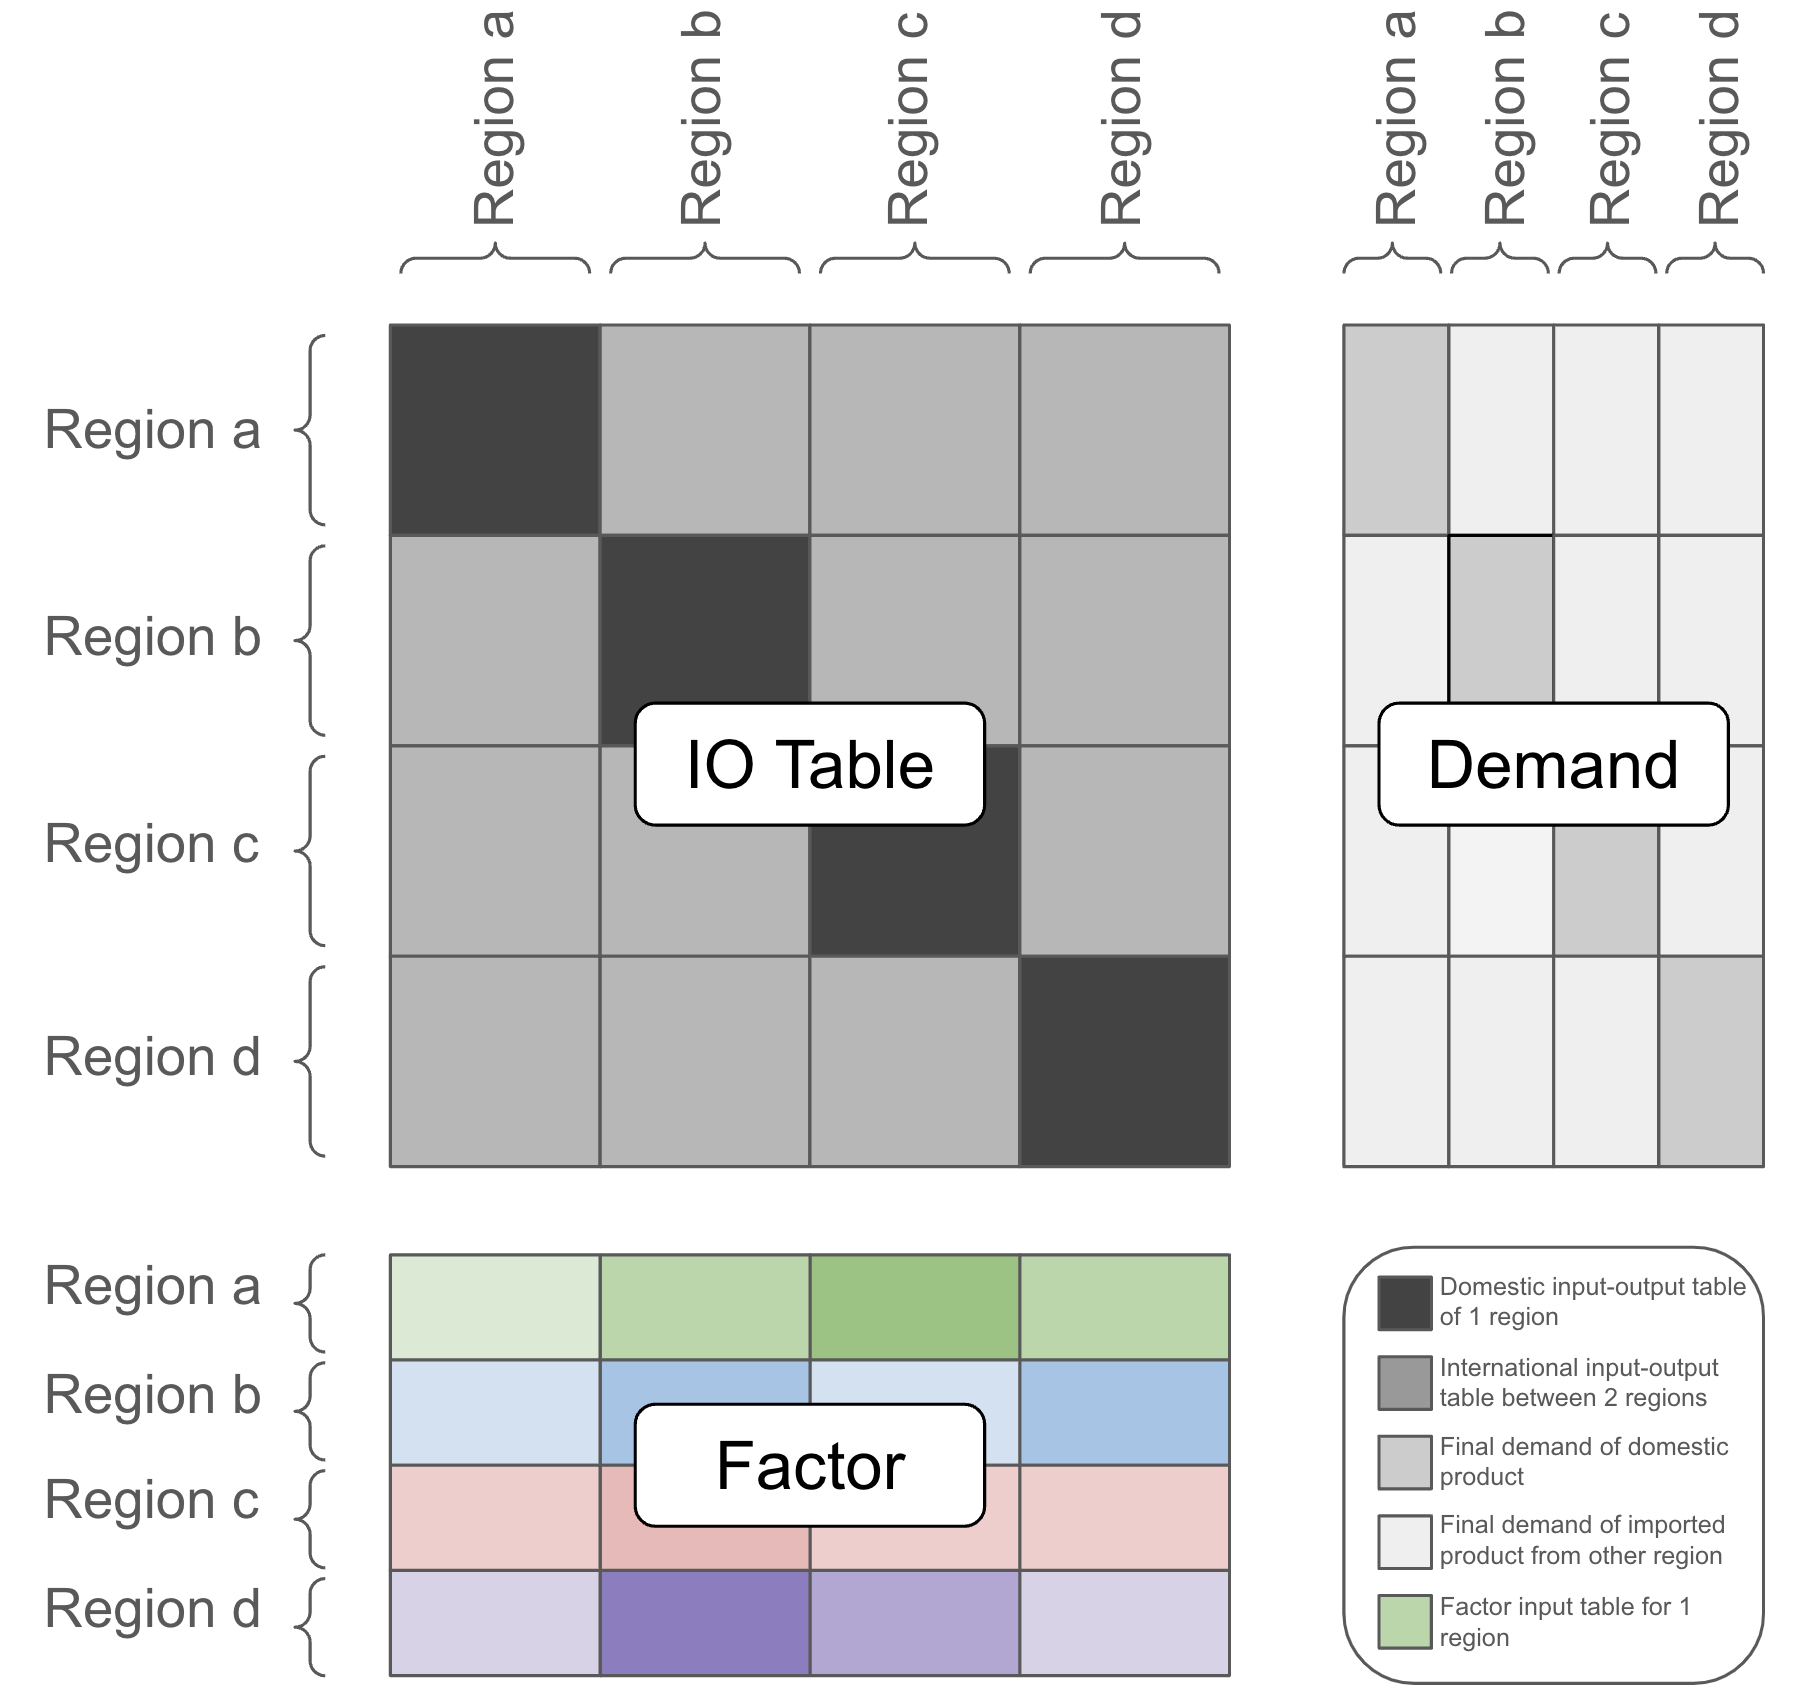 Region a
Region b
Region c
Region d
Region a
Region b
Region c
Region d
Region a
Region b
Region c
Region d
IO Table
Demand
Region a
Region b
Region c
Region d
Factor
Domestic input-output table
of 1 region
International input-output
table between 2 regions
Final demand of domestic
product
Final demand of imported
product from other region
Factor input table for 1
region